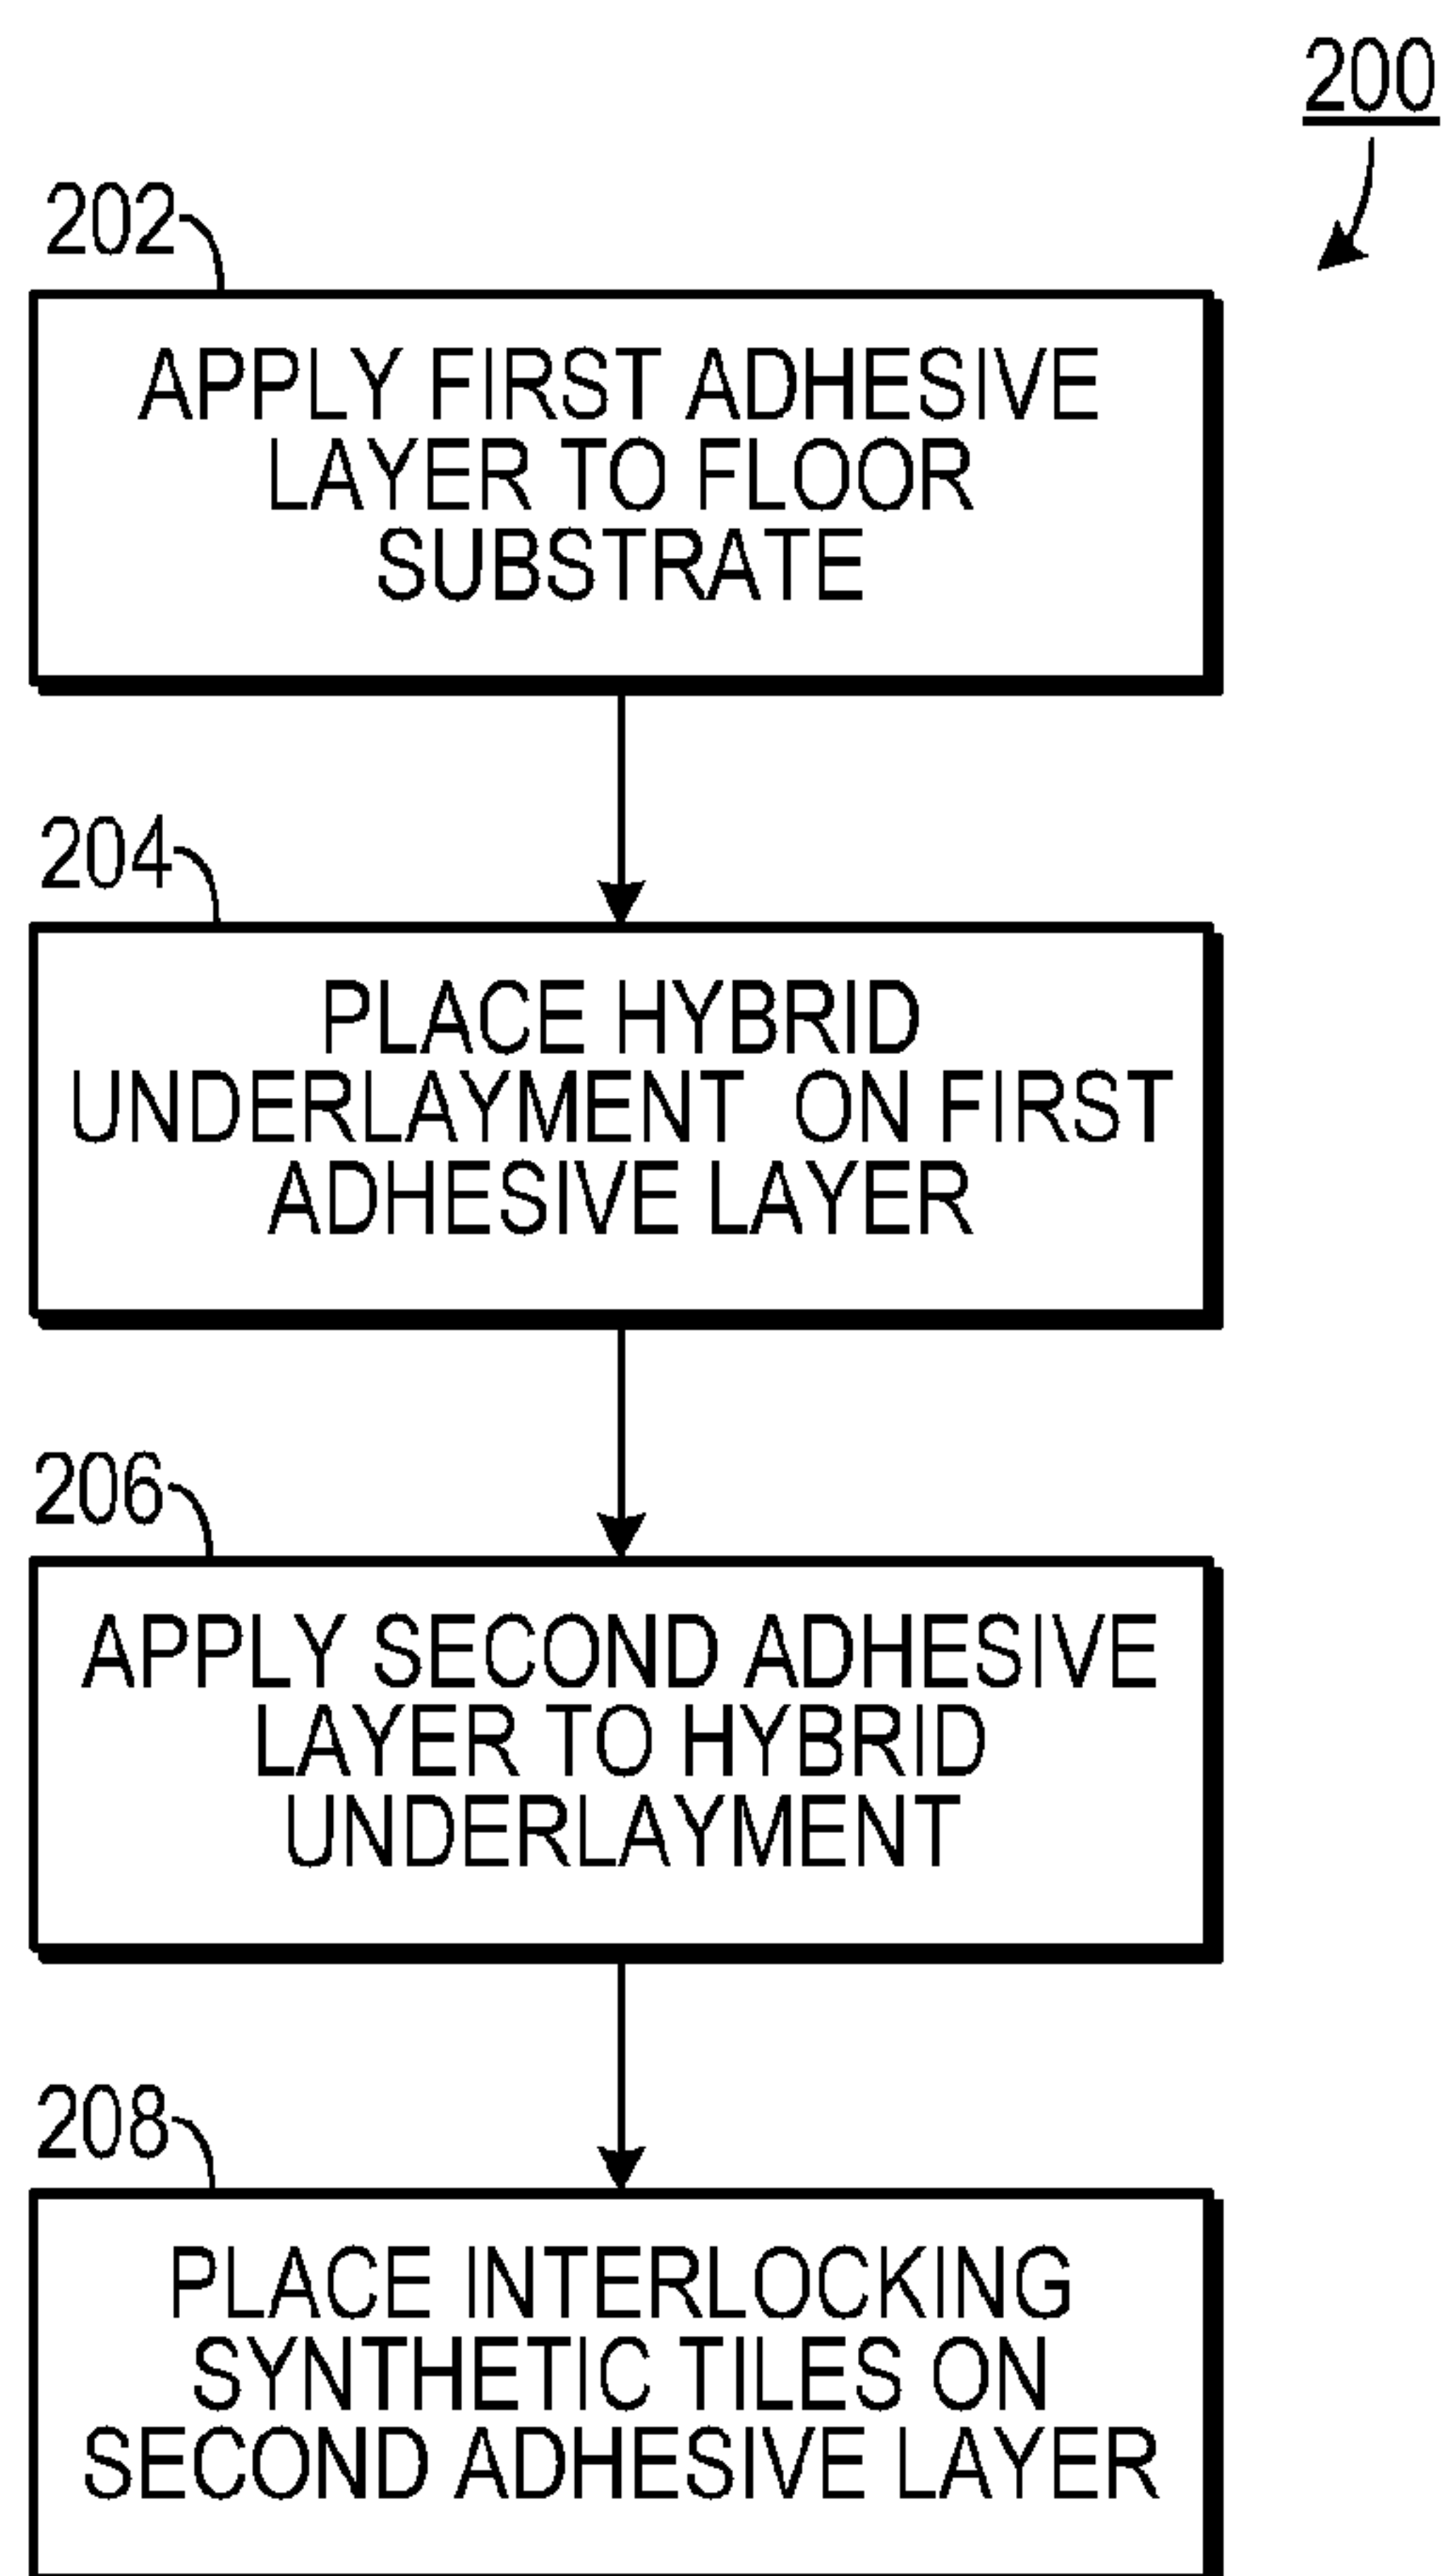 200
202
APPLY FIRST ADHESIVE
LAYER TO FLOOR
SUBSTRATE
204
PLACE HYBRID
UNDERLAYMENT ON FIRST
ADHESIVE LAYER
206
APPLY SECOND ADHESIVE
LAYER TO HYBRID
UNDERLAYMENT
208
PLACE INTERLOCKING
SYNTHETIC TILES ON
SECOND ADHESIVE LAYER